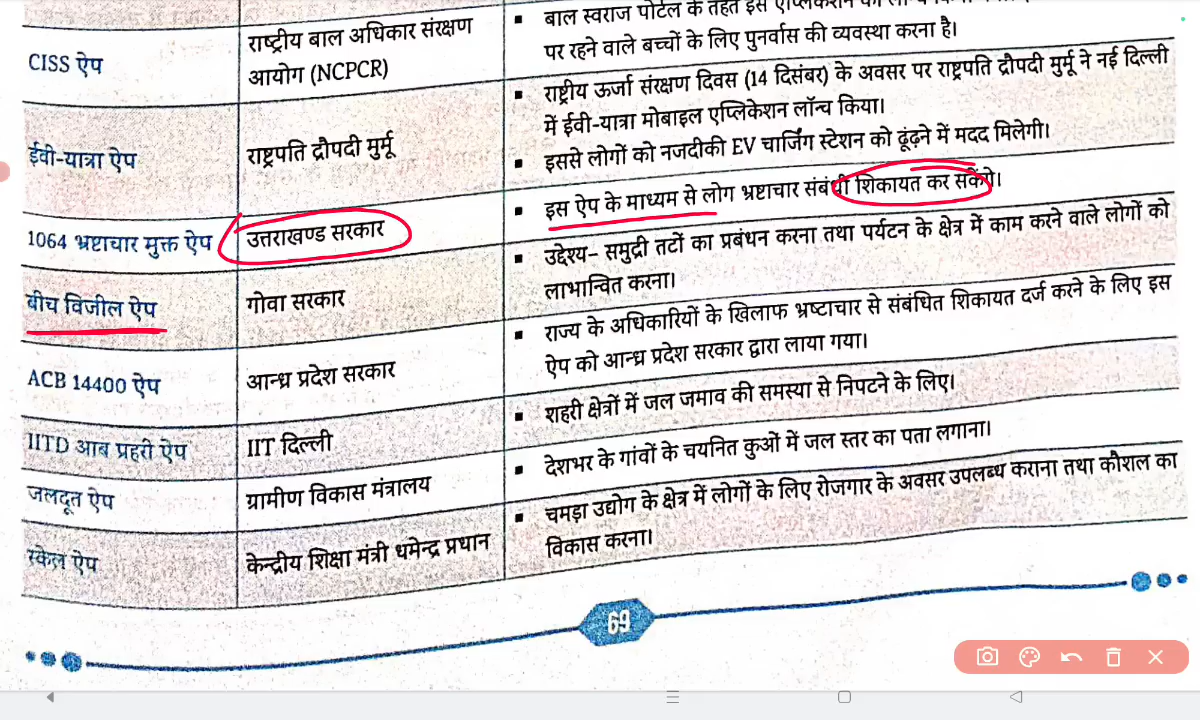 बाल स्वराज पोर्टल के तहत इस एप्लिकेशन को
CISS ऐप
राष्ट्रीय बाल अधिकार संरक्षण
आयोग (NCPCR)
पर रहने वाले बच्चों के लिए पुनर्वास की व्यवस्था करना है।
ईवी-यात्रा ऐप
राष्ट्रपति द्रौपदी मुर्मू
राष्ट्रीय ऊर्जा संरक्षण दिवस (14 दिसंबर) के अवसर पर राष्ट्रपति द्रौपदी मुर्मू ने नई दिल्ली
में ईवी-यात्रा मोबाइल एप्लिकेशन लॉन्च किया।
इससे लोगों को नजदीकी EV चार्जिंग स्टेशन को ढूंढ़ने में मदद मिलेगी।
1064 भ्रष्टाचार मुक्त ऐप
उत्तराखण्ड सरकार
इस ऐप के माध्यम से लोग भ्रष्टाचार संबंधी शिकायत कर सकेंगे।
बीच विजील ऐप
गोवा सरकार
उद्देश्य– समुद्री तटों का प्रबंधन करना तथा पर्यटन के क्षेत्र में काम करने वाले लोगों को
लाभान्वित करना।
ACB 14400 ऐप
आन्ध्र प्रदेश सरकार
राज्य के अधिकारियों के खिलाफ भ्रष्टाचार से संबंधित शिकायत दर्ज करने के लिए इस
ऐप को आन्ध्र प्रदेश सरकार द्वारा लाया गया।
IITD आब प्रहरी ऐप
IIT दिल्ली
शहरी क्षेत्रों में जल जमाव की समस्या से निपटने के लिए।
जलदूत ऐप
ग्रामीण विकास मंत्रालय
देशभर के गांवों के चयनित कुओं में जल स्तर का पता लगाना।
स्केल ऐप
केन्द्रीय शिक्षा मंत्री धमेन्द्र प्रधान
चमड़ा उद्योग के क्षेत्र में लोगों के लिए रोजगार के अवसर उपलब्ध कराना तथा कौशल का
विकास करना।
69